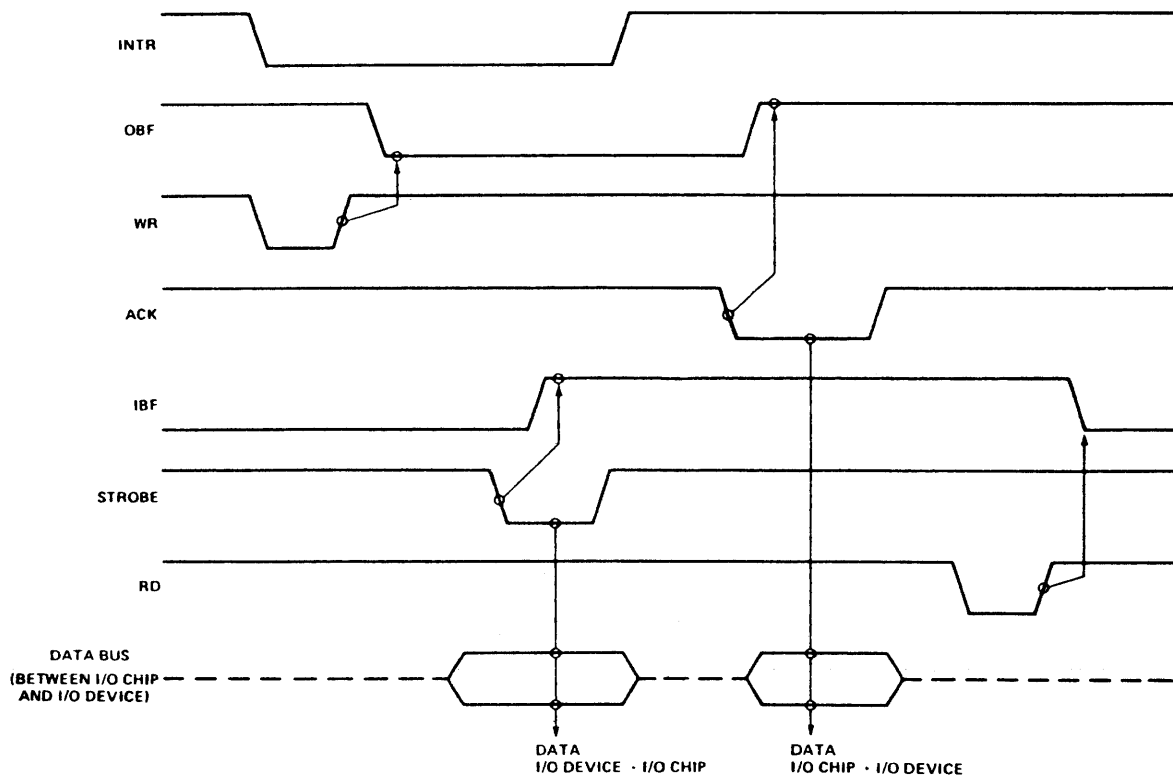 INTR
OBF
WR
ACK
IBF
STROBE
RD
DATA BUS
(BETWEEN I/O CHIP
AND I/O DEVICE)
DATA
I/O DEVICE · I/O CHIP
DATA
I/O CHIP · I/O DEVICE